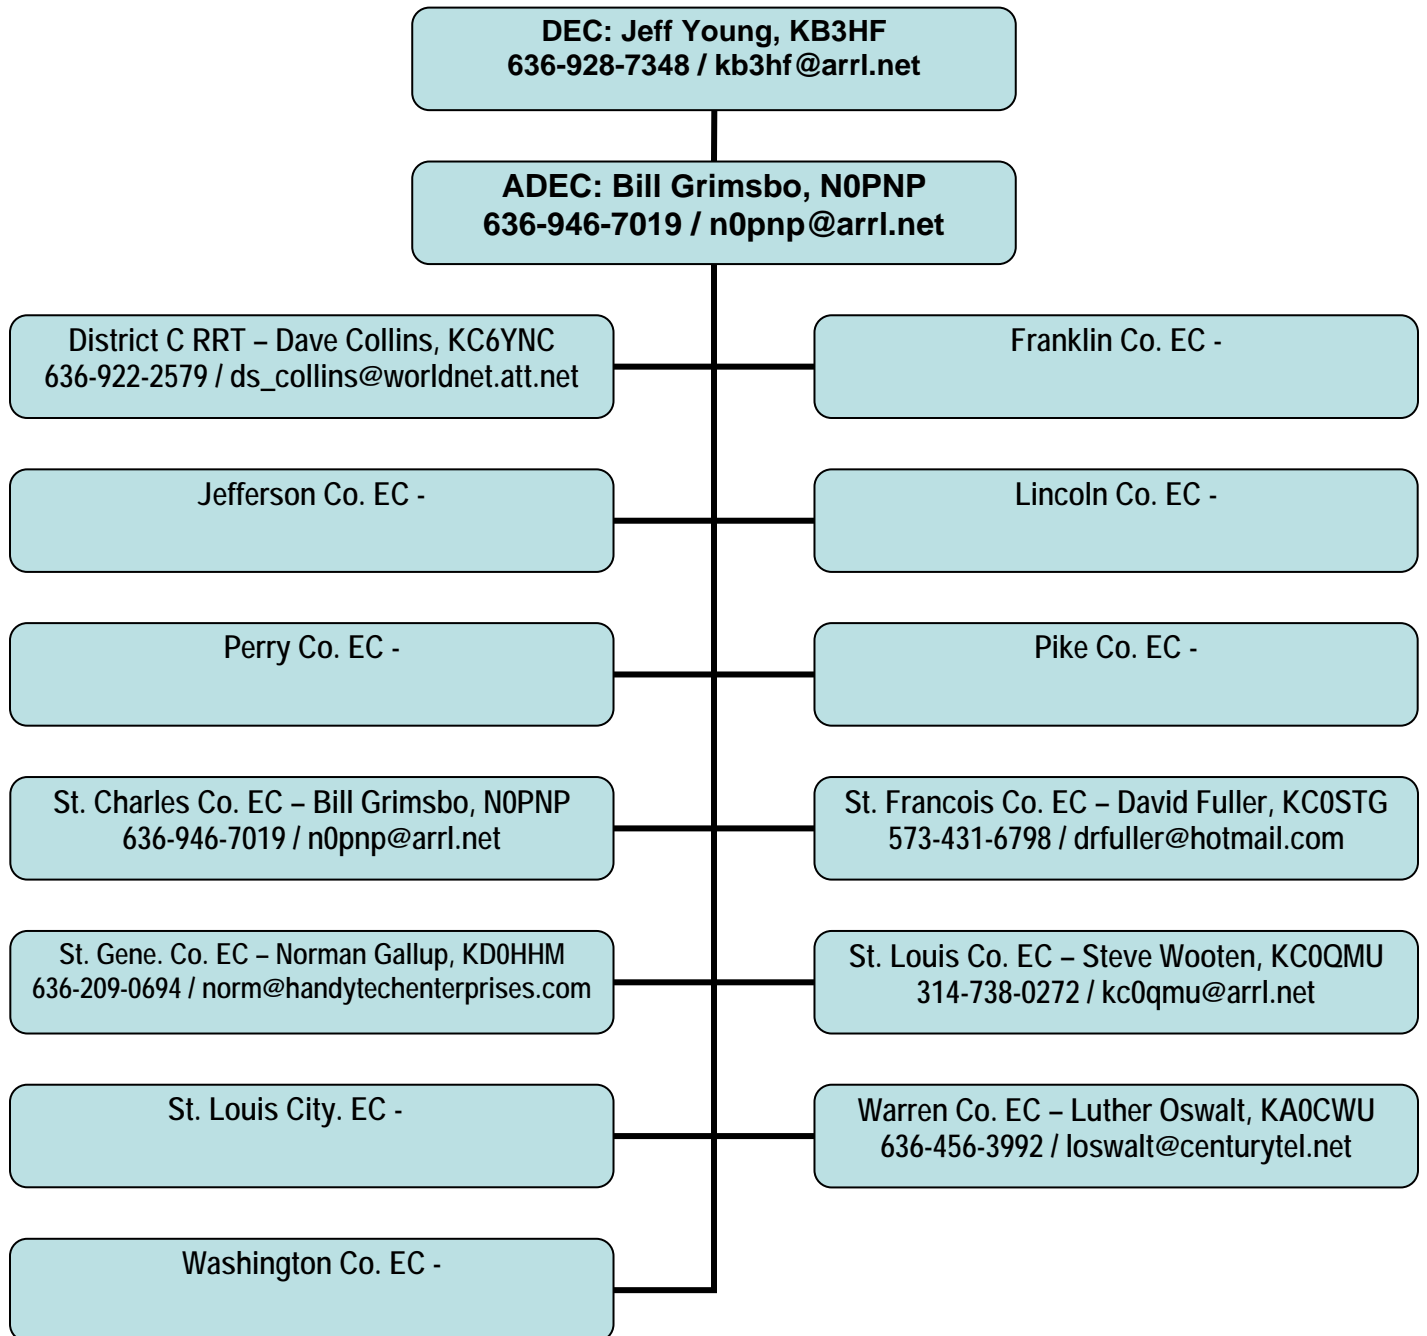 DEC: Jeff Young, KB3HF
636-928-7348 / kb3hf@arrl.net
ADEC: Bill Grimsbo, N0PNP
636-946-7019 / n0pnp@arrl.net
District C RRT – Dave Collins, KC6YNC
636-922-2579 / ds_collins@worldnet.att.net
Franklin Co. EC -
Jefferson Co. EC -
Lincoln Co. EC -
Perry Co. EC -
Pike Co. EC -
St. Charles Co. EC – Bill Grimsbo, N0PNP
636-946-7019 / n0pnp@arrl.net
St. Francois Co. EC – David Fuller, KC0STG
573-431-6798 / drfuller@hotmail.com
St. Gene. Co. EC – Norman Gallup, KD0HHM
636-209-0694 / norm@handytechenterprises.com
St. Louis Co. EC – Steve Wooten, KC0QMU
314-738-0272 / kc0qmu@arrl.net
St. Louis City. EC -
Warren Co. EC – Luther Oswalt, KA0CWU
636-456-3992 / loswalt@centurytel.net
Washington Co. EC -